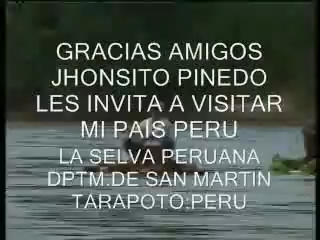 GRACIAS AMIGOS
JHONSITO PINEDO
LES INVITA A VISITAR
MI PAIS PERU
LA SELVA PERUANA
DPTM.DE SAN MARTIN
TARAPOTO:PERU